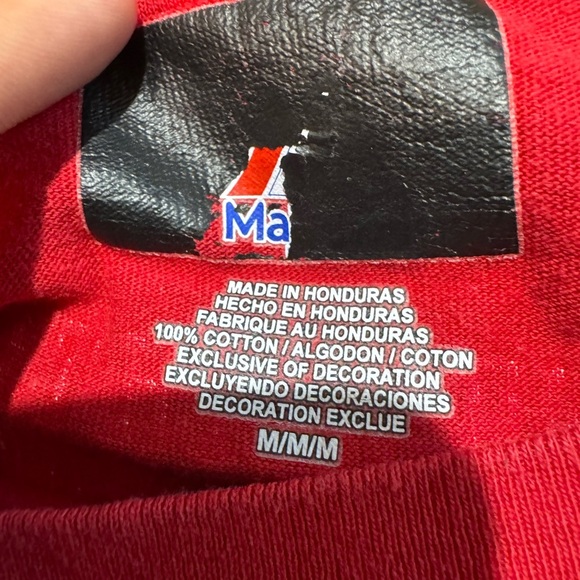 Ma
MADE IN HONDURAS
HECHO EN HONDURAS
FABRIQUE AU HONDURAS
100% COTTON / ALGODON / COTON
EXCLUSIVE OF DECORATION
EXCLUYENDO DECORACIONES
DECORATION EXCLUE
M/M/M